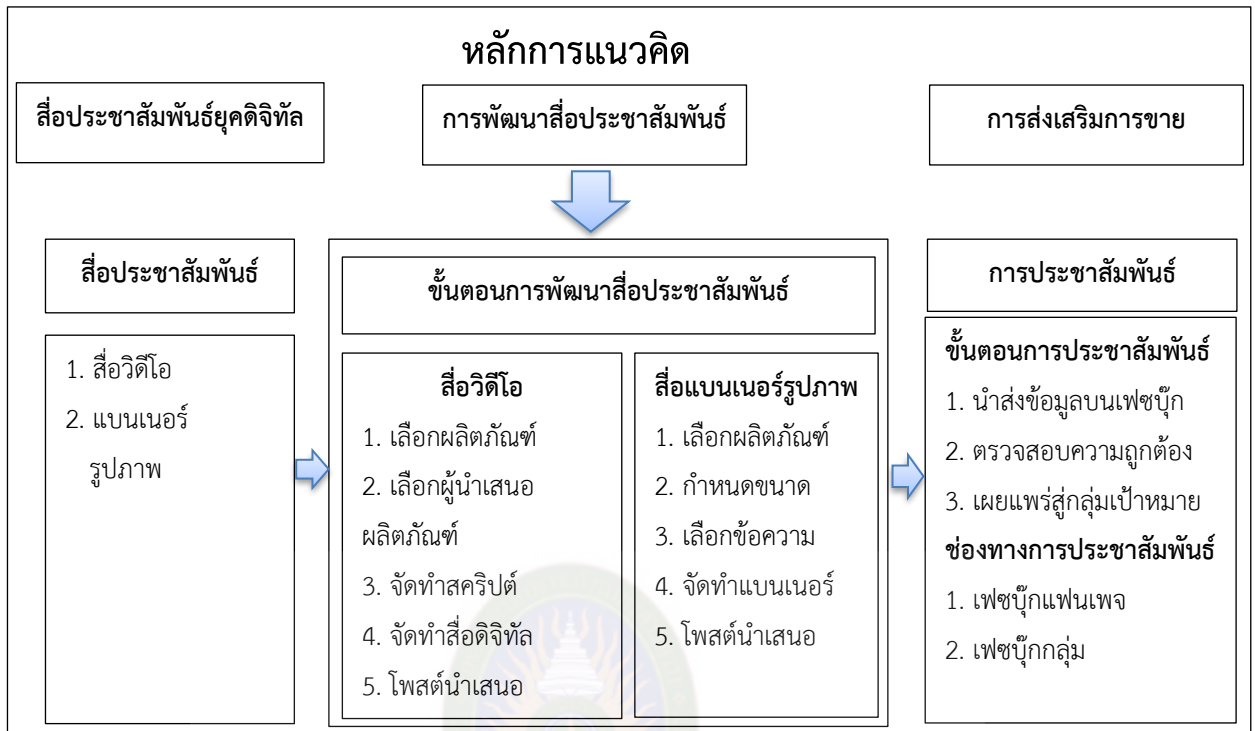 หลักการแนวคิด
สื่อประชาสัมพันธ์ยุคดิจิทัล
การพัฒนาสื่อประชาสัมพันธ์
การส่งเสริมการขาย
สื่อประชาสัมพันธ์
1. สื่อวิดีโอ
2. แบนเนอร์
รูปภาพ
ขั้นตอนการพัฒนาสื่อประชาสัมพันธ์
สื่อวิดีโอ
1. เลือกผลิตภัณฑ์
2. เลือกผู้นำเสนอ
ผลิตภัณฑ์
3. จัดทำสคริปต์
4. จัดทำสื่อดิจิทัล
5. โพสต์นำเสนอ
สื่อแบนเนอร์รูปภาพ
1. เลือกผลิตภัณฑ์
2. กำหนดขนาด
3. เลือกข้อความ
4. จัดทำแบนเนอร์
5. โพสต์นำเสนอ
การประชาสัมพันธ์
ขั้นตอนการประชาสัมพันธ์
1. นำส่งข้อมูลบนเฟซบุ๊ก
2. ตรวจสอบความถูกต้อง
3. เผยแพร่สู่กลุ่มเป้าหมาย
ช่องทางการประชาสัมพันธ์
1. เฟซบุ๊กแฟนเพจ
2. เฟซบุ๊กกลุ่ม